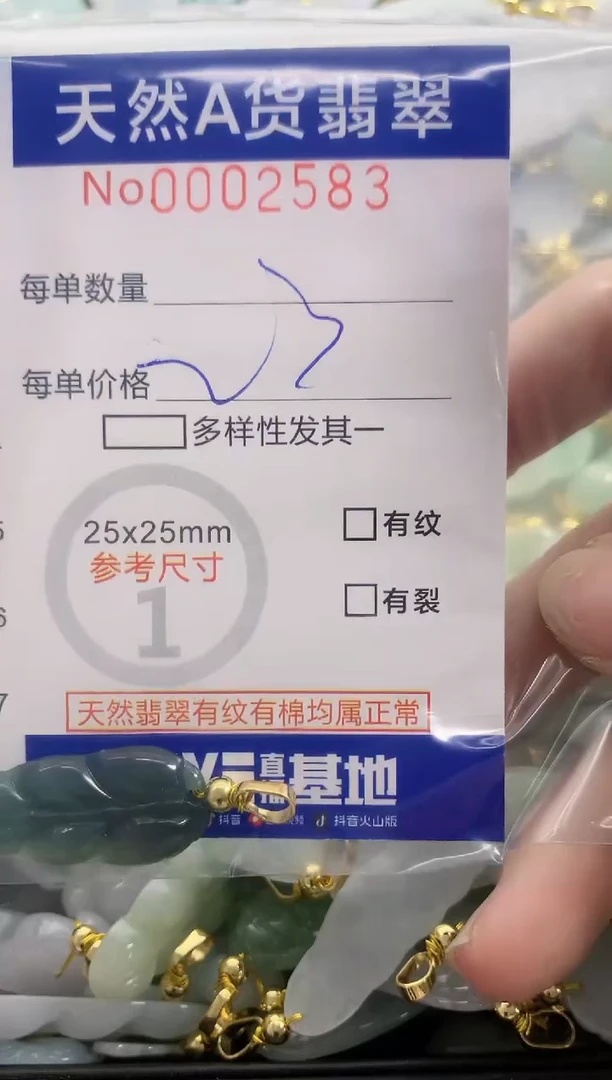 天然A货翡翠
No0002583
每单数量
每单价格
多样性发其一
25x25mm
参考尺寸
1
有纹
有裂
天然翡翠有纹有棉均属正常
直播基地
抖音 抖音火山版